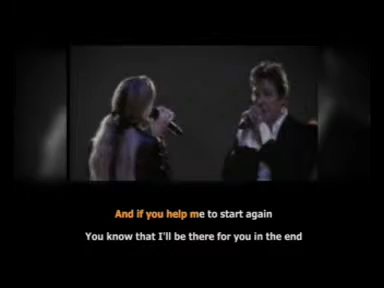 And if you help me to start again
You know that I'll be there for you in the end